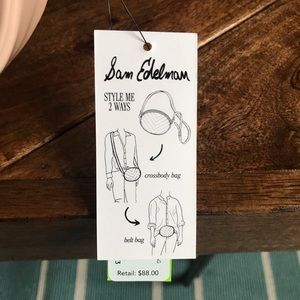 Sam Edelman
STYLE ME
2 WAYS
crossbody bag
belt bag
Retail: $88.00